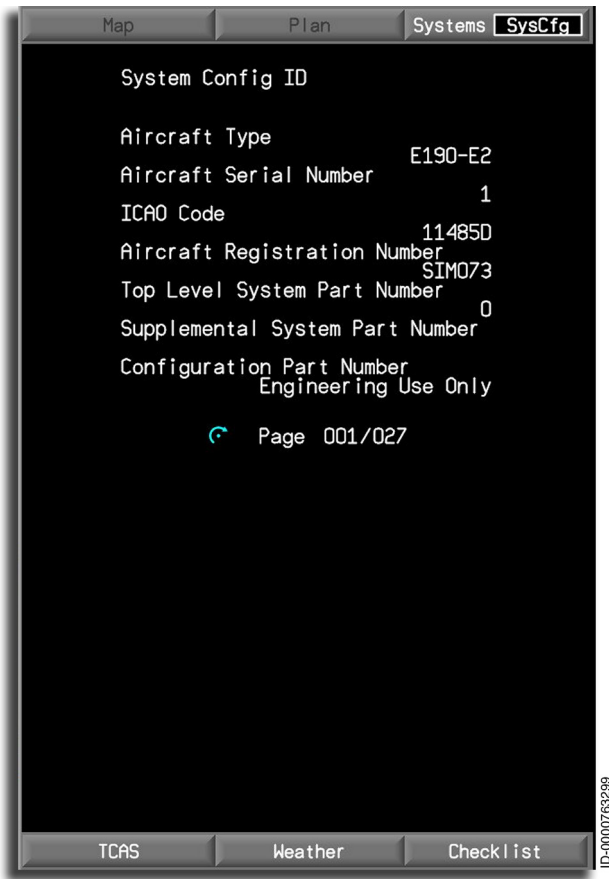 Map Plan Systems SysCfg
System Config ID
Aircraft Type
E190-E2
Aircraft Serial Number
1
ICAO Code
11485D
Aircraft Registration Number
SIM073
Top Level System Part Number
0
Supplemental System Part Number
Configuration Part Number
Engineering Use Only
Page 001/027
TCAS Weather Checklist
ID-0000763299